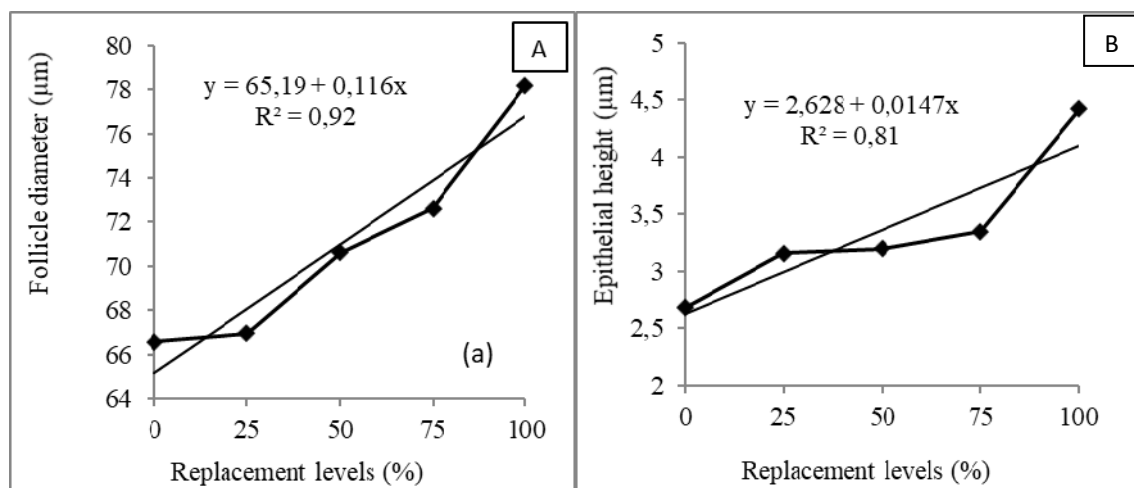 A
80
78
76
74
72
70
68
66
64
Follicle diameter (μm)
y = 65,19 + 0,116x
R² = 0,92
(a)
0 25 50 75 100
Replacement levels (%)
B
5
4,5
4
3,5
3
2,5
2
Epithelial height (μm)
y = 2,628 + 0,0147x
R² = 0,81
0 25 50 75 100
Replacement levels (%)